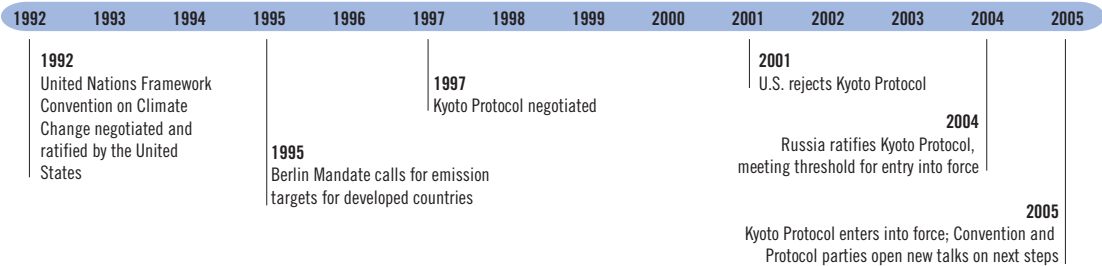 1992 1993 1994 1995 1996 1997 1998 1999 2000 2001 2002 2003 2004 2005
1992
United Nations Framework
Convention on Climate
Change negotiated and
ratified by the United
States
1995
Berlin Mandate calls for emission
targets for developed countries
1997
Kyoto Protocol negotiated
2001
U.S. rejects Kyoto Protocol
2004
Russia ratifies Kyoto Protocol,
meeting threshold for entry into force
2005
Kyoto Protocol enters into force; Convention and
Protocol parties open new talks on next steps